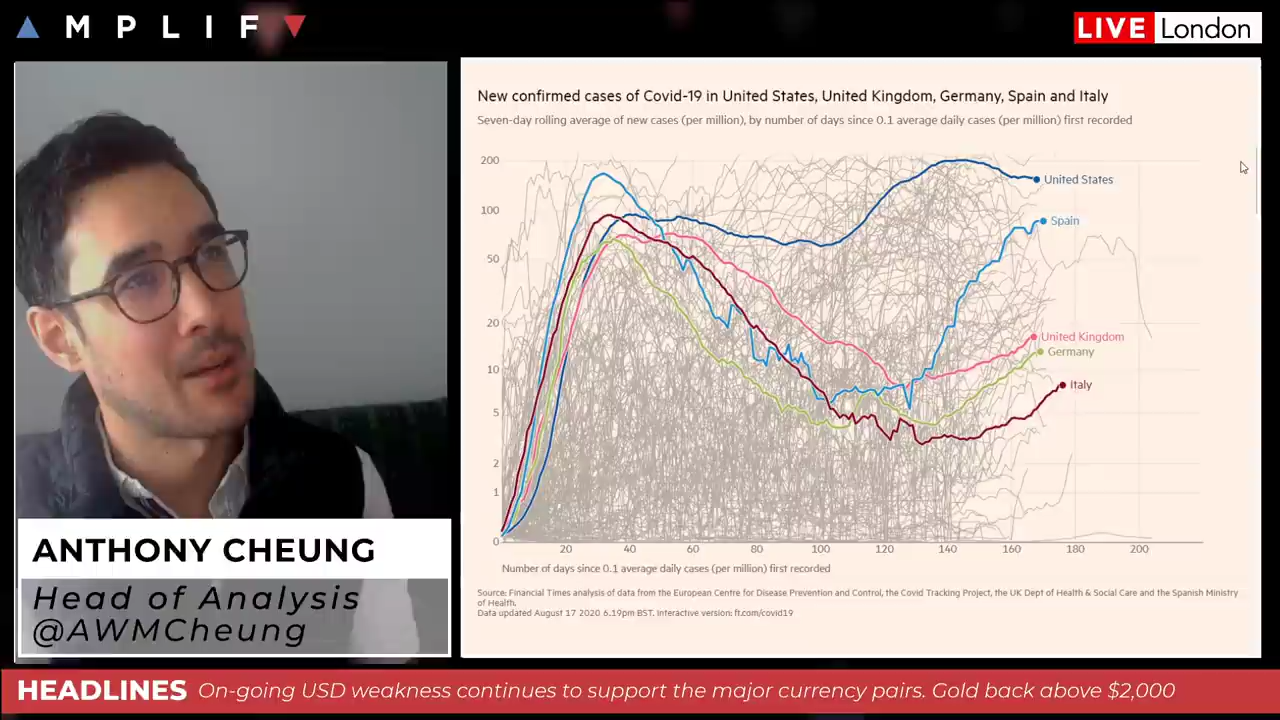 ▲ M P L I F ▼
LIVE London
New confirmed cases of Covid-19 in United States, United Kingdom, Germany, Spain and Italy
Seven-day rolling average of new cases (per million), by number of days since 0.1 average daily cases (per million) first recorded
200
100
50
20
10
5
2
1
0
United States
Spain
United Kingdom
Germany
Italy
20 40 60 80 100 120 140 160 180 200
Number of days since 0.1 average daily cases (per million) first recorded
Source: Financial Times analysis of data from the European Centre for Disease Prevention and Control, the Covid Tracking Project, the UK Dept of Health & Social Care and the Spanish Ministry
of Health.
Data updated August 17 2020 6.19pm BST. Interactive version: ft.com/covid19
ANTHONY CHEUNG
Head of Analysis
@AWMCheung
HEADLINES On-going USD weakness continues to support the major currency pairs. Gold back above $2,000